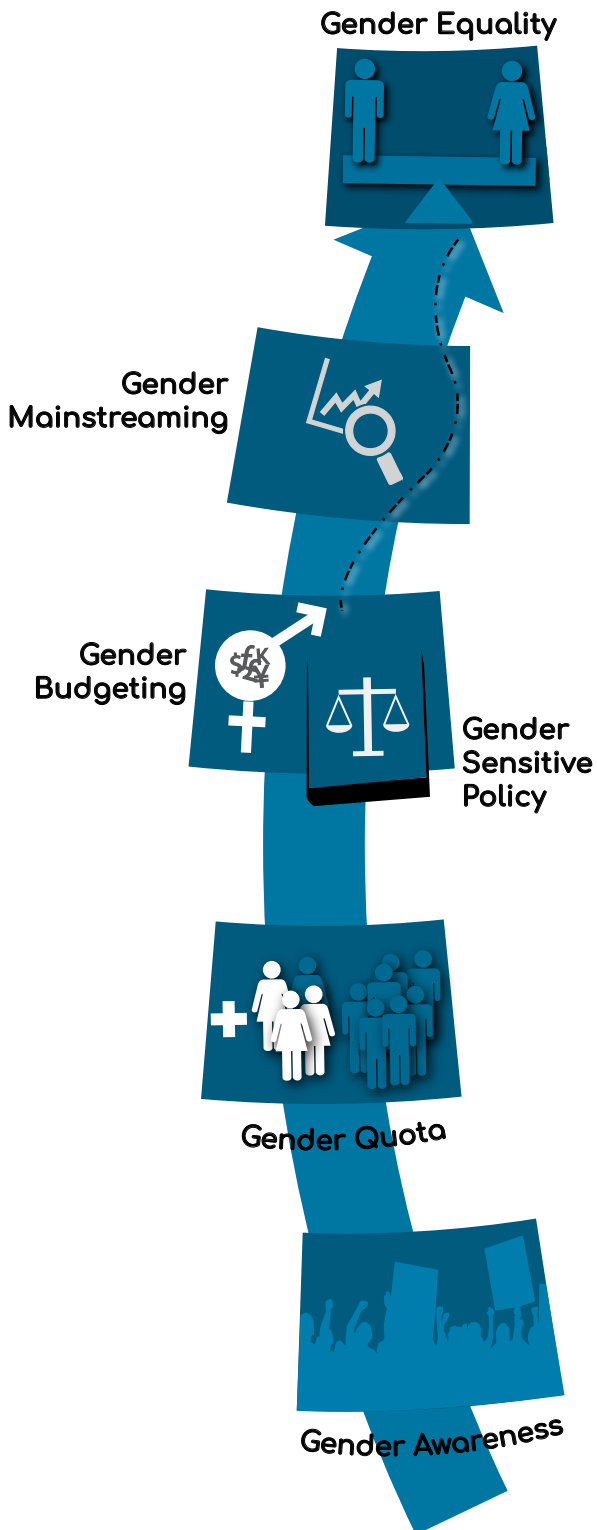 Gender Equality
Gender
Mainstreaming
Gender
Budgeting
$ £ K
£ ¥
Gender
Sensitive
Policy
Gender Quota
Gender Awareness